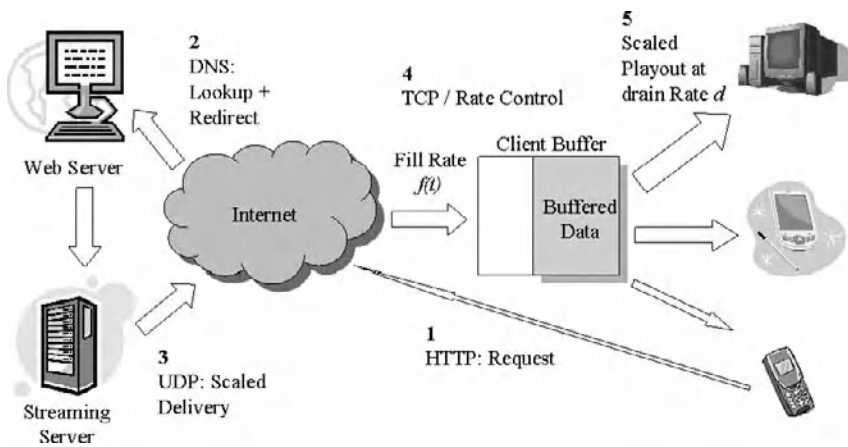 2
DNS:
Lookup +
Redirect
Web Server
4
TCP / Rate Control
5
Scaled
Playout at
drain Rate d
Client Buffer
Fill Rate
f(t)
Internet
Buffered
Data
1
HTTP: Request
3
UDP: Scaled
Delivery
Streaming
Server